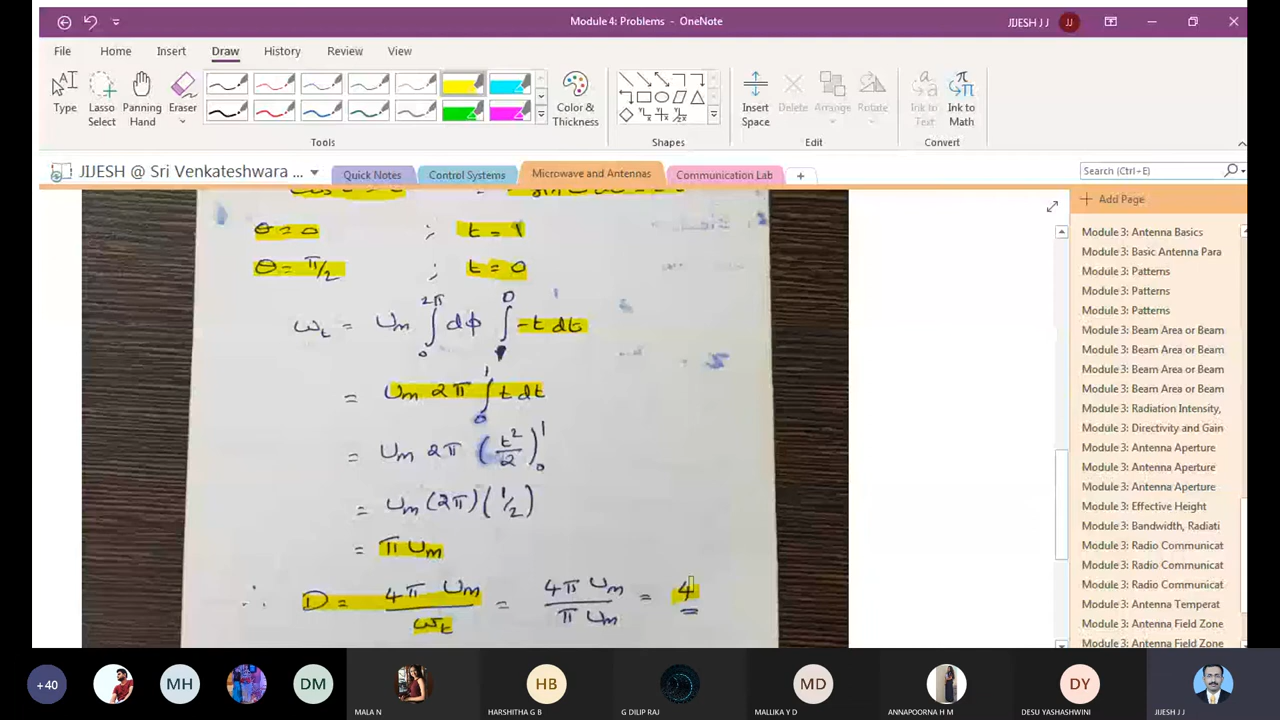 Module 4: Problems - OneNote
JIJESH J J
JJ
File Home Insert Draw History Review View
Type
Lasso Select
Panning Hand
Eraser
Color & Thickness
Insert Space
Delete
Arrange
Rotate
Ink to Text
Ink to Math
Tools
Shapes
Edit
Convert
JIJESH @ Sri Venkateshwara ...
Quick Notes
Control Systems
Microwave and Antennas
Communication Lab
Search (Ctrl+E)
Add Page
θ = 0 ; t = 1
θ = π/2 ; t = 0
ωt = Um ∫₀^2π dφ ∫₁^0 -t dt
= Um 2π ∫₀^1 t dt
= Um 2π (t²/2)₀^1
= Um (2π) (1/2)
= π Um
∴ D = 4π Um / ωt = 4π Um / π Um = 4
Module 3: Antenna Basics
Module 3: Basic Antenna Para
Module 3: Patterns
Module 3: Patterns
Module 3: Patterns
Module 3: Beam Area or Beam
Module 3: Beam Area or Beam
Module 3: Beam Area or Beam
Module 3: Beam Area or Beam
Module 3: Radiation Intensity,
Module 3: Directivity and Gain
Module 3: Antenna Aperture
Module 3: Antenna Aperture
Module 3: Antenna Aperture
Module 3: Effective Height
Module 3: Bandwidth, Radiati
Module 3: Radio Communicat
Module 3: Radio Communicat
Module 3: Radio Communicat
Module 3: Antenna Temperat
Module 3: Antenna Field Zone
Module 3: Antenna Field Zone
+40
MH
DM
MALA N
HB
HARSHITHA G B
G DILIP RAJ
MD
MALLIKA Y D
ANNAPOORNA H M
DY
DESU YASHASHWINI
JIJESH J J